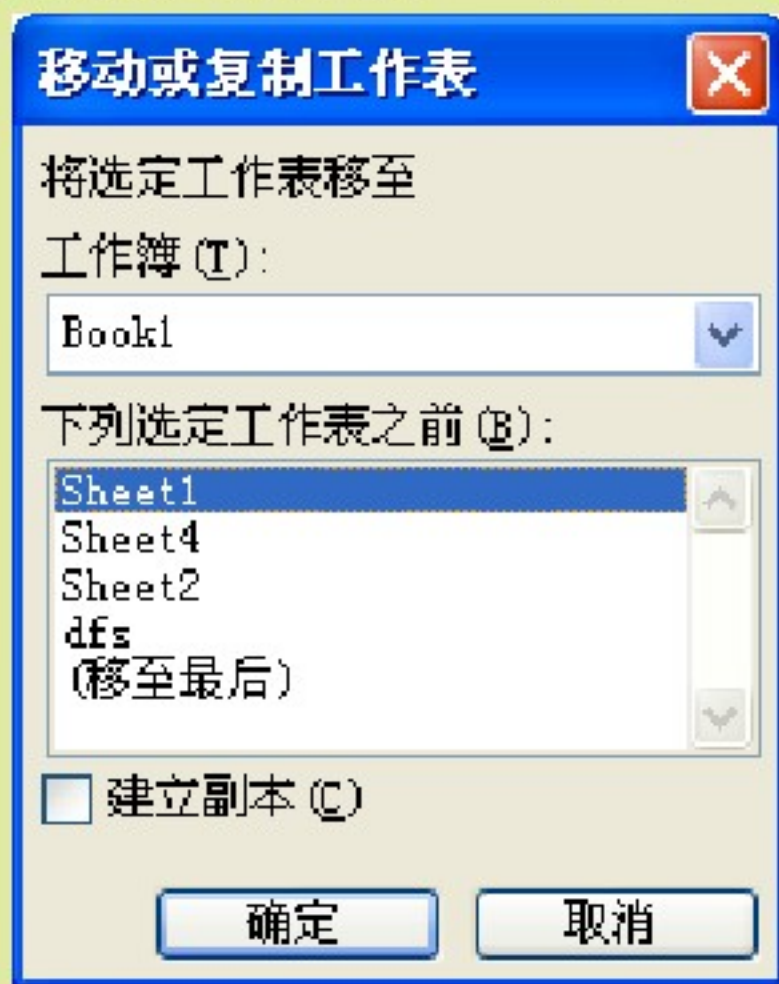 移动或复制工作表
将选定工作表移至
工作簿(T):
Book1
下列选定工作表之前(B):
Sheet1
Sheet4
Sheet2
dfs
(移至最后)
建立副本(C)
确定 取消